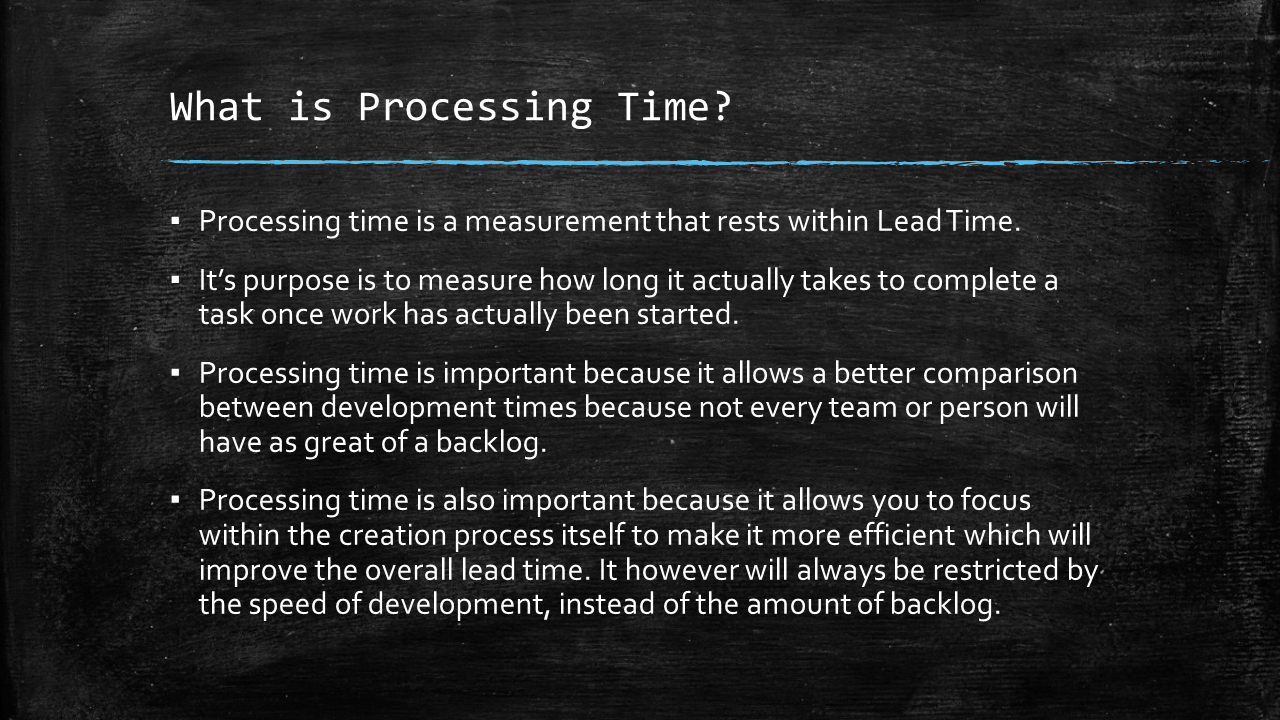 What is Processing Time?
▪ Processing time is a measurement that rests within Lead Time.
▪ It’s purpose is to measure how long it actually takes to complete a
task once work has actually been started.
▪ Processing time is important because it allows a better comparison
between development times because not every team or person will
have as great of a backlog.
▪ Processing time is also important because it allows you to focus
within the creation process itself to make it more efficient which will
improve the overall lead time. It however will always be restricted by
the speed of development, instead of the amount of backlog.